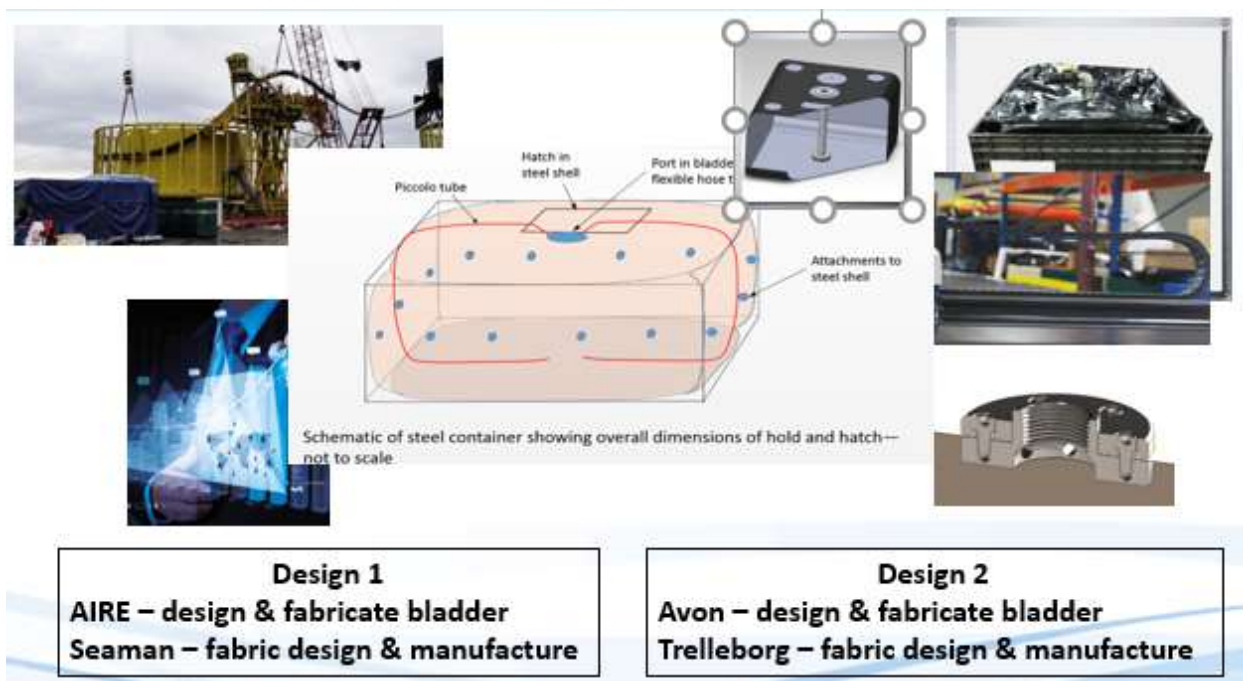 Hatch in
steel shell
Port in bladde
flexible hose t
Piccolo tube
Attachments to
steel shell
Schematic of steel container showing overall dimensions of hold and hatch—
not to scale
Design 1
AIRE – design & fabricate bladder
Seaman – fabric design & manufacture
Design 2
Avon – design & fabricate bladder
Trelleborg – fabric design & manufacture